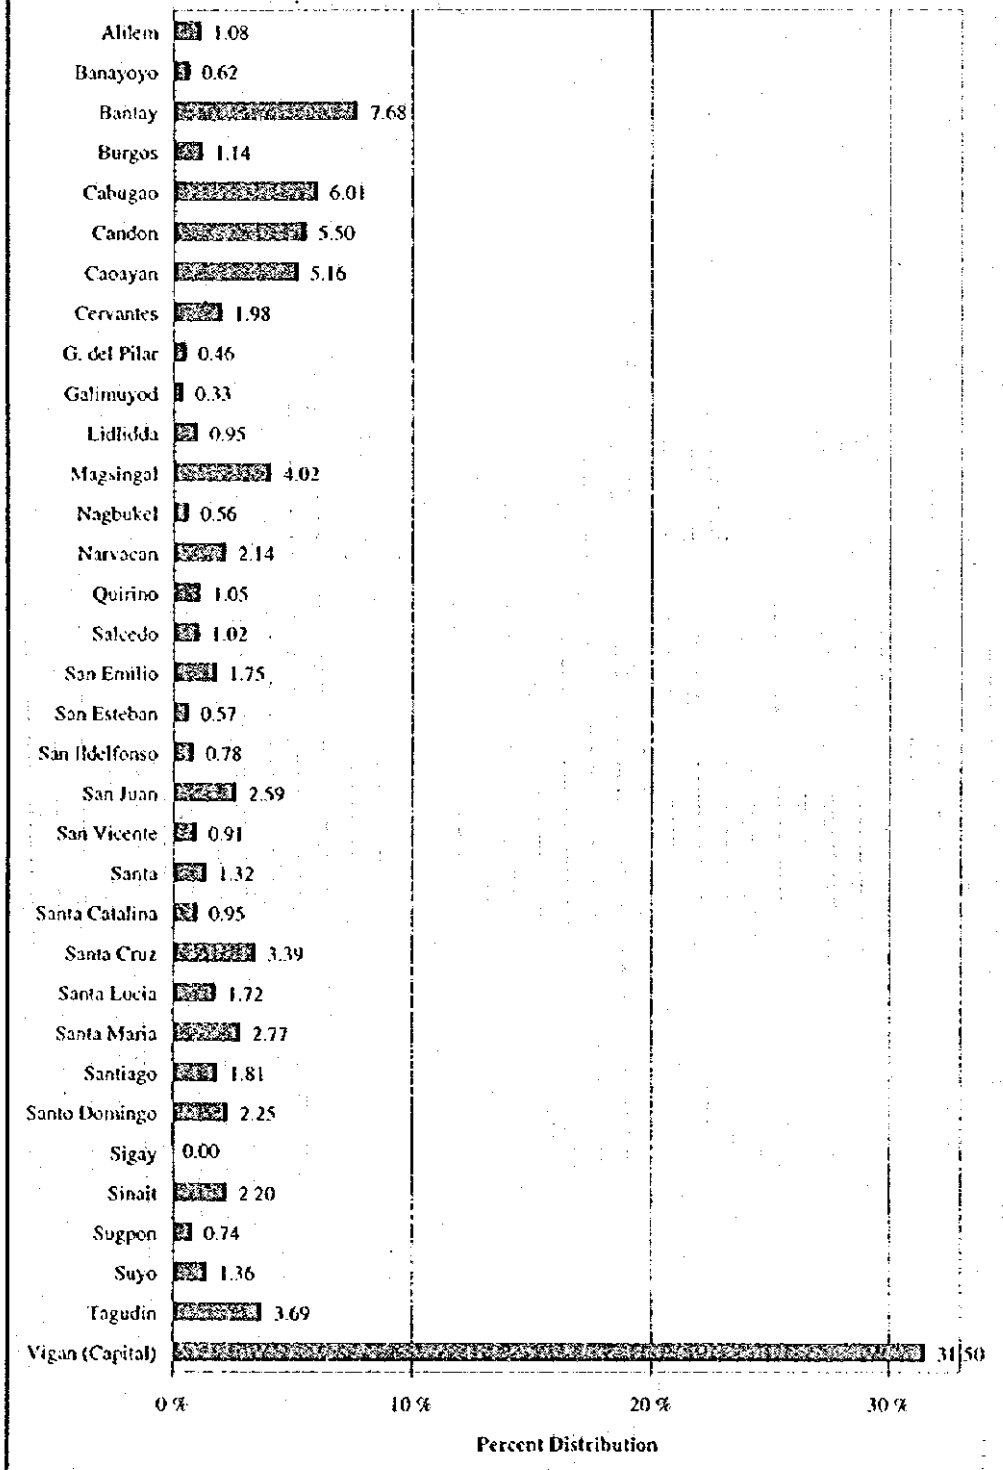 Alilem 1.08
Banayoyo 0.62
Bantay 7.68
Burgos 1.14
Cabugao 6.01
Candon 5.50
Caoayan 5.16
Cervantes 1.98
G. del Pilar 0.46
Galimuyod 0.33
Lidlidda 0.95
Magsingal 4.02
Nagbukel 0.56
Narvacan 2.14
Quirino 1.05
Salcedo 1.02
San Emilio 1.75
San Esteban 0.57
San Ildelfonso 0.78
San Juan 2.59
San Vicente 0.91
Santa 1.32
Santa Catalina 0.95
Santa Cruz 3.39
Santa Lucia 1.72
Santa Maria 2.77
Santiago 1.81
Santo Domingo 2.25
Sigay 0.00
Sinait 2.20
Sugpon 0.74
Suyo 1.36
Tagudin 3.69
Vigan (Capital) 31.50
0 % 10 % 20 % 30 %
Percent Distribution